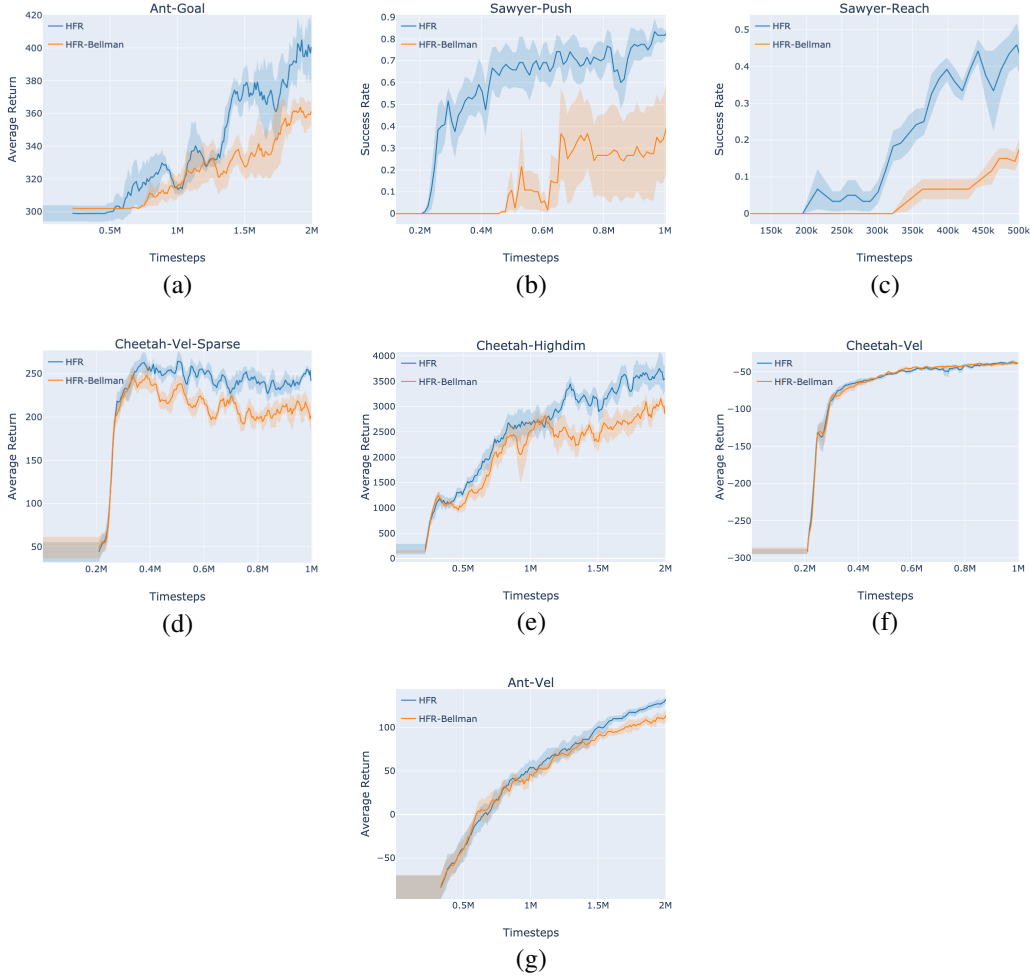 Ant-Goal
HFR
HFR-Bellman
420
400
380
360
340
320
300
Average Return
0.5M 1M 1.5M 2M
Timesteps
(a)
Sawyer-Push
HFR
HFR-Bellman
0.9
0.8
0.7
0.6
0.5
0.4
0.3
0.2
0.1
0
Success Rate
0.2M 0.4M 0.6M 0.8M 1M
Timesteps
(b)
Sawyer-Reach
HFR
HFR-Bellman
0.5
0.4
0.3
0.2
0.1
0
Success Rate
150k 200k 250k 300k 350k 400k 450k 500k
Timesteps
(c)
Cheetah-Vel-Sparse
HFR
HFR-Bellman
250
200
150
100
50
Average Return
0.2M 0.4M 0.6M 0.8M 1M
Timesteps
(d)
Cheetah-Highdim
HFR
HFR-Bellman
4000
3500
3000
2500
2000
1500
1000
500
0
Average Return
0.5M 1M 1.5M 2M
Timesteps
(e)
Cheetah-Vel
HFR
HFR-Bellman
−50
−100
−150
−200
−250
−300
Average Return
0.2M 0.4M 0.6M 0.8M 1M
Timesteps
(f)
Ant-Vel
HFR
HFR-Bellman
100
50
0
−50
Average Return
0.5M 1M 1.5M 2M
Timesteps
(g)